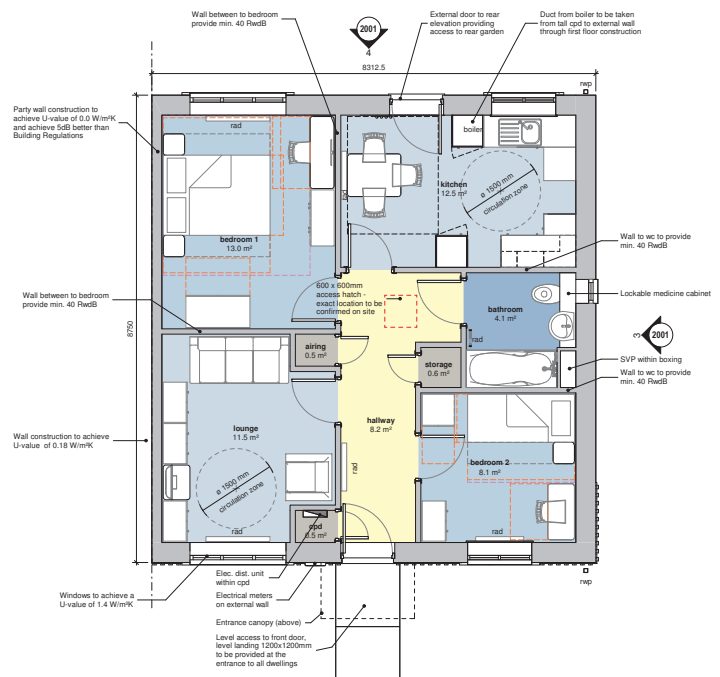 Wall between to bedroom
provide min. 40 RwdB
2001
4
External door to rear
elevation providing
access to rear garden
Duct from boiler to be taken
from tall cpd to external wall
through first floor construction
8312.5
rwp
Party wall construction to
achieve U-value of 0.0 W/m²K
and achieve 5dB better than
Building Regulations
rad
boiler
kitchen
12.5 m²
ø 1500 mm
circulation zone
bedroom 1
13.0 m²
Wall to wc to provide
min. 40 RwdB
600 x 600mm
access hatch -
exact location to be
confirmed on site
Lockable medicine cabinet
bathroom
4.1 m²
rad
Wall between to bedroom
provide min. 40 RwdB
8750
3
2001
airing
0.5 m²
storage
0.6 m²
SVP within boxing
Wall to wc to provide
min. 40 RwdB
lounge
11.5 m²
hallway
8.2 m²
Wall construction to achieve
U-value of 0.18 W/m²K
bedroom 2
8.1 m²
rad
ø 1500 mm
circulation zone
rad
cpd
0.5 m²
rad
Elec. dist. unit
within cpd
rwp
Windows to achieve a
U-value of 1.4 W/m²K
Electrical meters
on external wall
Entrance canopy (above)
Level access to front door,
level landing 1200x1200mm
to be provided at the
entrance to all dwellings